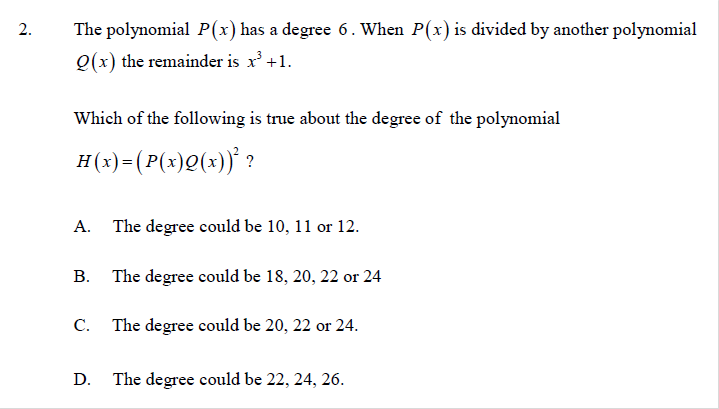 2. The polynomial P(x) has a degree 6. When P(x) is divided by another polynomial
Q(x) the remainder is x³+1.
Which of the following is true about the degree of the polynomial
H(x)=(P(x)Q(x))² ?
A. The degree could be 10, 11 or 12.
B. The degree could be 18, 20, 22 or 24
C. The degree could be 20, 22 or 24.
D. The degree could be 22, 24, 26.